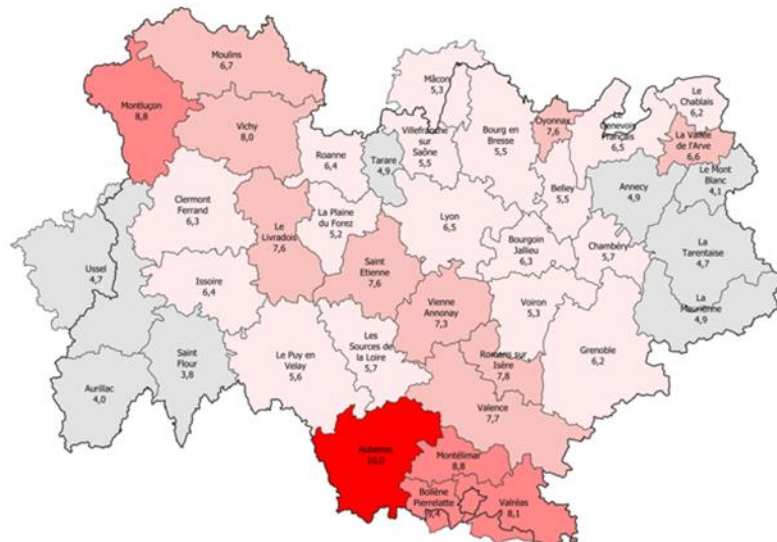 Moulins
6,7
Montluçon
8,8
Vichy
8,0
Mâcon
5,3
Le Chablais
6,2
Oyonnax
7,6
Le
Genevois
Français
6,5
La Vallée
de l'Arve
6,6
Villefranche
sur
Saône
5,5
Bourg en
Bresse
5,5
Roanne
6,4
Tarare
4,9
Le Mont
Blanc
4,1
Annecy
4,9
Belley
5,5
Clermont
Ferrand
6,3
Le
Livradois
7,6
La Plaine
du Forez
5,2
Lyon
6,5
Bourgoin
Jallieu
6,3
Chambéry
5,7
La
Tarentaise
4,7
Ussel
4,7
Issoire
6,4
Saint
Etienne
7,6
Vienne
Annonay
7,3
Voiron
5,3
La
Maurienne
4,9
Saint
Flour
3,8
Le Puy en
Velay
5,6
Les
Sources de
la Loire
5,7
Romans sur
Isère
7,8
Grenoble
6,2
Aurillac
4,0
Valence
7,7
Aubenas
10,0
Montélimar
8,8
Bollène
Pierrelatte
9,4
Valréas
8,1